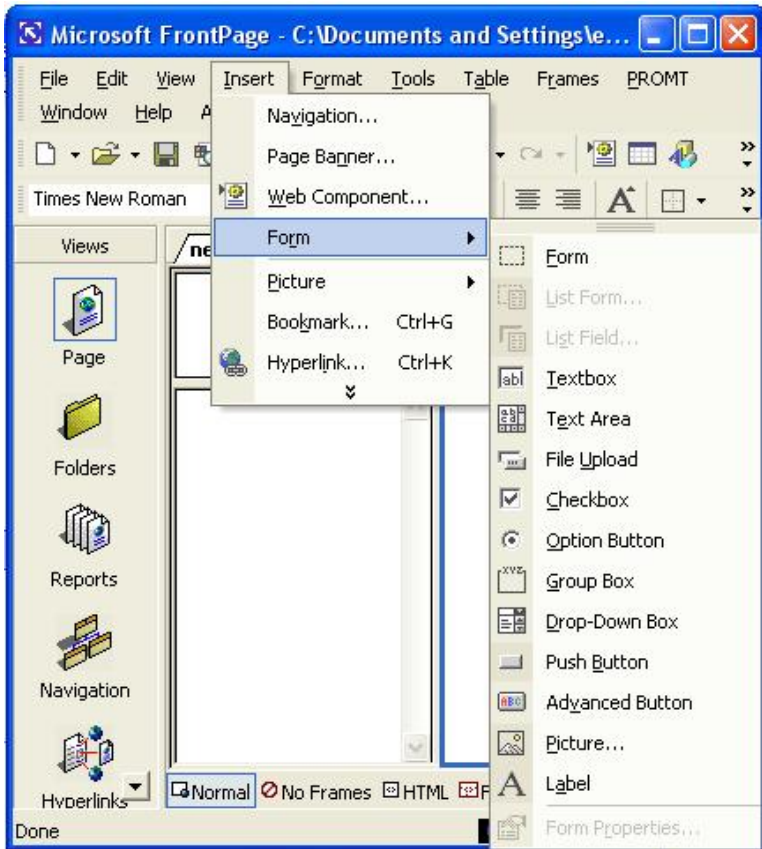 Microsoft FrontPage - C:\Documents and Settings\e...
File Edit View Insert Format Tools Table Frames PROMT
Window Help
Navigation...
Page Banner...
Times New Roman
Web Component...
Views
Form
Picture
Bookmark... Ctrl+G
Hyperlink... Ctrl+K
Form
List Form...
List Field...
Textbox
Text Area
File Upload
Checkbox
Option Button
Group Box
Drop-Down Box
Push Button
Advanced Button
Picture...
Label
Form Properties...
Page
Folders
Reports
Navigation
Hyperlinks
Normal No Frames HTML
Done